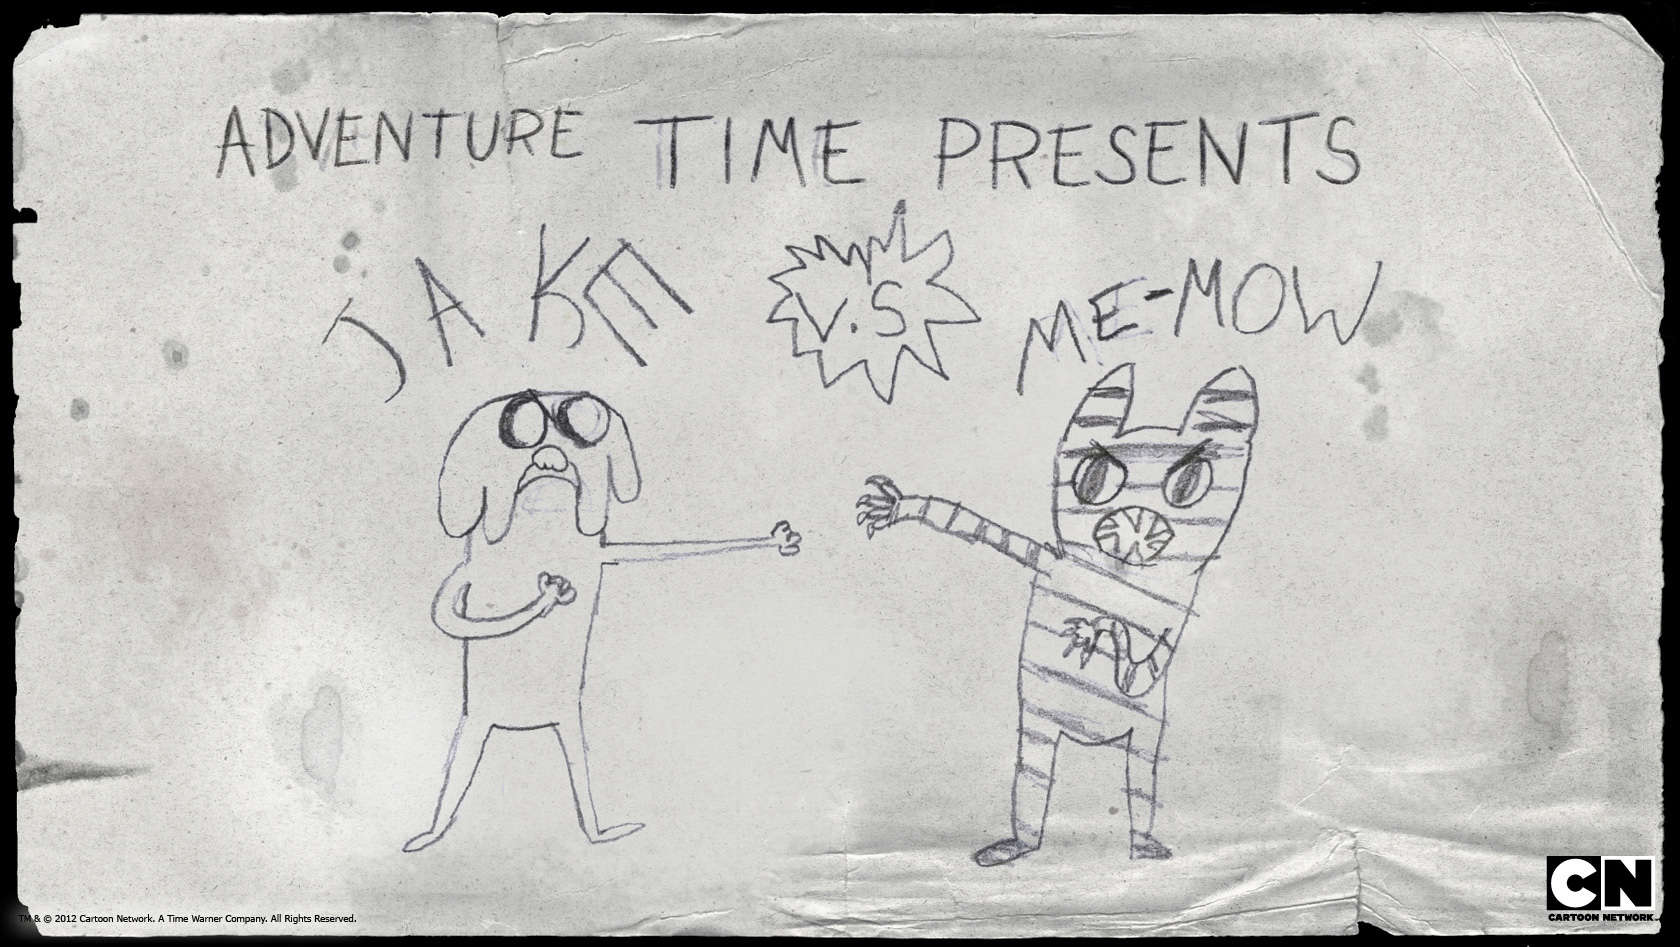 ADVENTURE TIME PRESENTS
JAKE V.S ME-MOW
CN
CARTOON NETWORK
TM & © 2012 Cartoon Network. A Time Warner Company. All Rights Reserved.